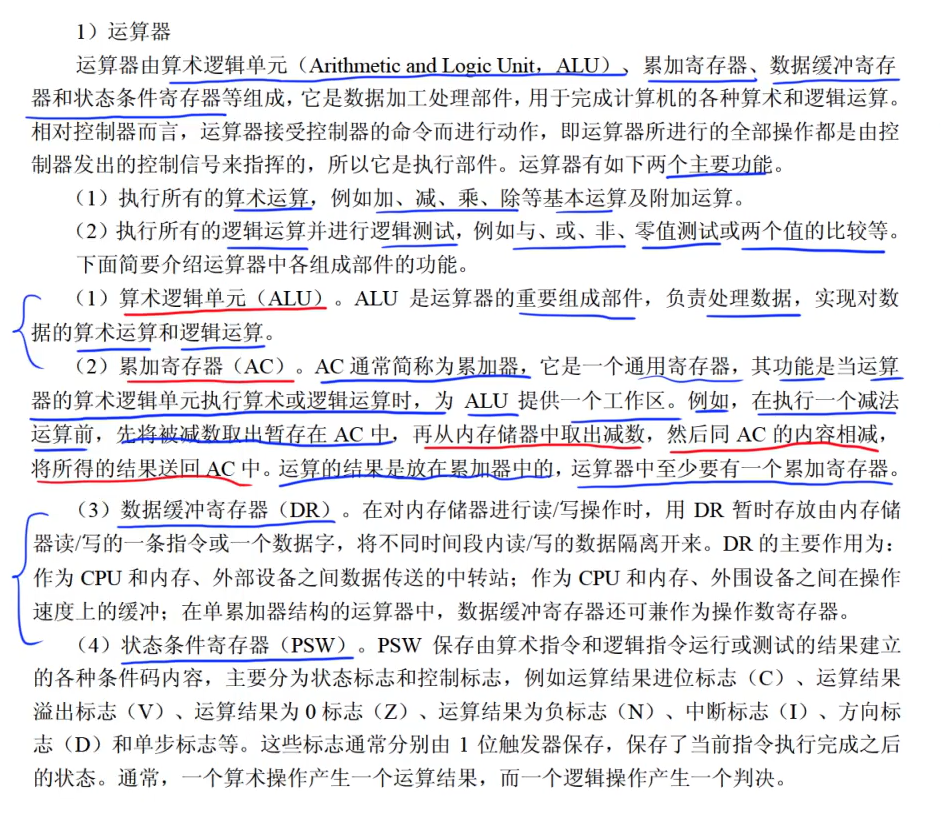 1）运算器
运算器由算术逻辑单元（Arithmetic and Logic Unit，ALU）、累加寄存器、数据缓冲寄存
器和状态条件寄存器等组成，它是数据加工处理部件，用于完成计算机的各种算术和逻辑运算。
相对控制器而言，运算器接受控制器的命令而进行动作，即运算器所进行的全部操作都是由控
制器发出的控制信号来指挥的，所以它是执行部件。运算器有如下两个主要功能。
（1）执行所有的算术运算，例如加、减、乘、除等基本运算及附加运算。
（2）执行所有的逻辑运算并进行逻辑测试，例如与、或、非、零值测试或两个值的比较等。
下面简要介绍运算器中各组成部件的功能。
（1）算术逻辑单元（ALU）。ALU 是运算器的重要组成部件，负责处理数据，实现对数
据的算术运算和逻辑运算。
（2）累加寄存器（AC）。AC 通常简称为累加器，它是一个通用寄存器，其功能是当运算
器的算术逻辑单元执行算术或逻辑运算时，为 ALU 提供一个工作区。例如，在执行一个减法
运算前，先将被减数取出暂存在 AC 中，再从内存储器中取出减数，然后同 AC 的内容相减，
将所得的结果送回 AC 中。运算的结果是放在累加器中的，运算器中至少要有一个累加寄存器。
（3）数据缓冲寄存器（DR）。在对内存储器进行读/写操作时，用 DR 暂时存放由内存储
器读/写的一条指令或一个数据字，将不同时间段内读/写的数据隔离开来。DR 的主要作用为：
作为 CPU 和内存、外部设备之间数据传送的中转站；作为 CPU 和内存、外围设备之间在操作
速度上的缓冲；在单累加器结构的运算器中，数据缓冲寄存器还可兼作为操作数寄存器。
（4）状态条件寄存器（PSW）。PSW 保存由算术指令和逻辑指令运行或测试的结果建立
的各种条件码内容，主要分为状态标志和控制标志，例如运算结果进位标志（C）、运算结果
溢出标志（V）、运算结果为 0 标志（Z）、运算结果为负标志（N）、中断标志（I）、方向标
志（D）和单步标志等。这些标志通常分别由 1 位触发器保存，保存了当前指令执行完成之后
的状态。通常，一个算术操作产生一个运算结果，而一个逻辑操作产生一个判决。